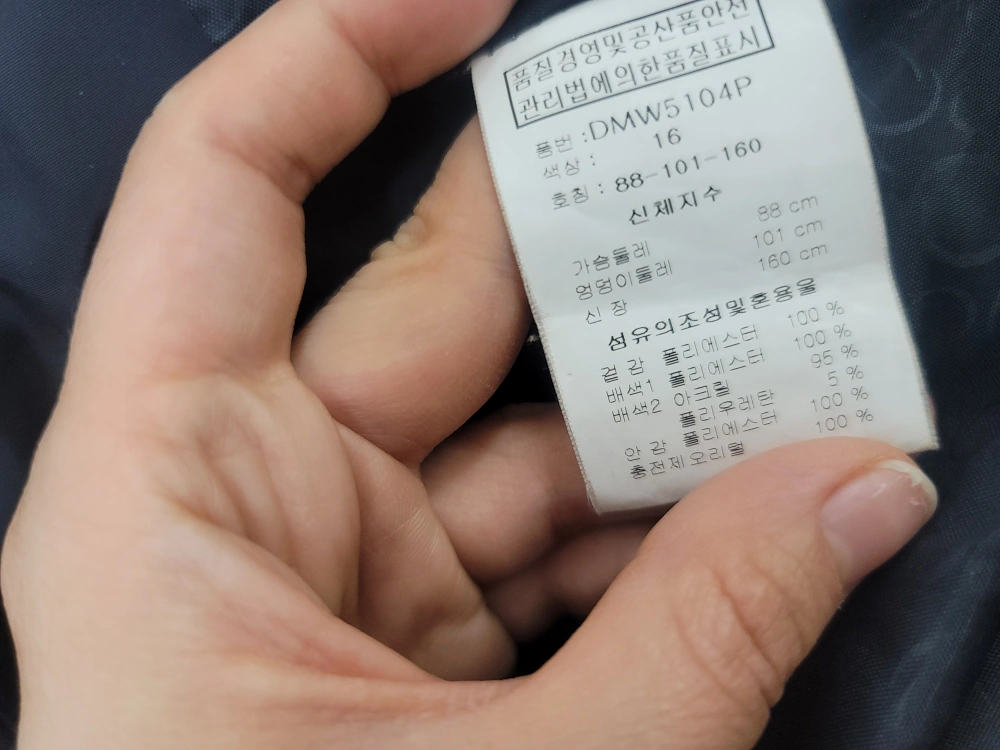 품질경영및공산품안전
관리법에의한품질표시
품번 : DMW5104P
색상 : 16
호칭 : 88-101-160
신체지수
가슴둘레 88 cm
엉덩이둘레 101 cm
신 장 160 cm
섬유의조성및혼용율
겉 감 폴리에스터 100 %
배색1 폴리에스터 100 %
배색2 아크릴 95 %
폴리우레탄 5 %
안 감 폴리에스터 100 %
충전제 오리털 100 %